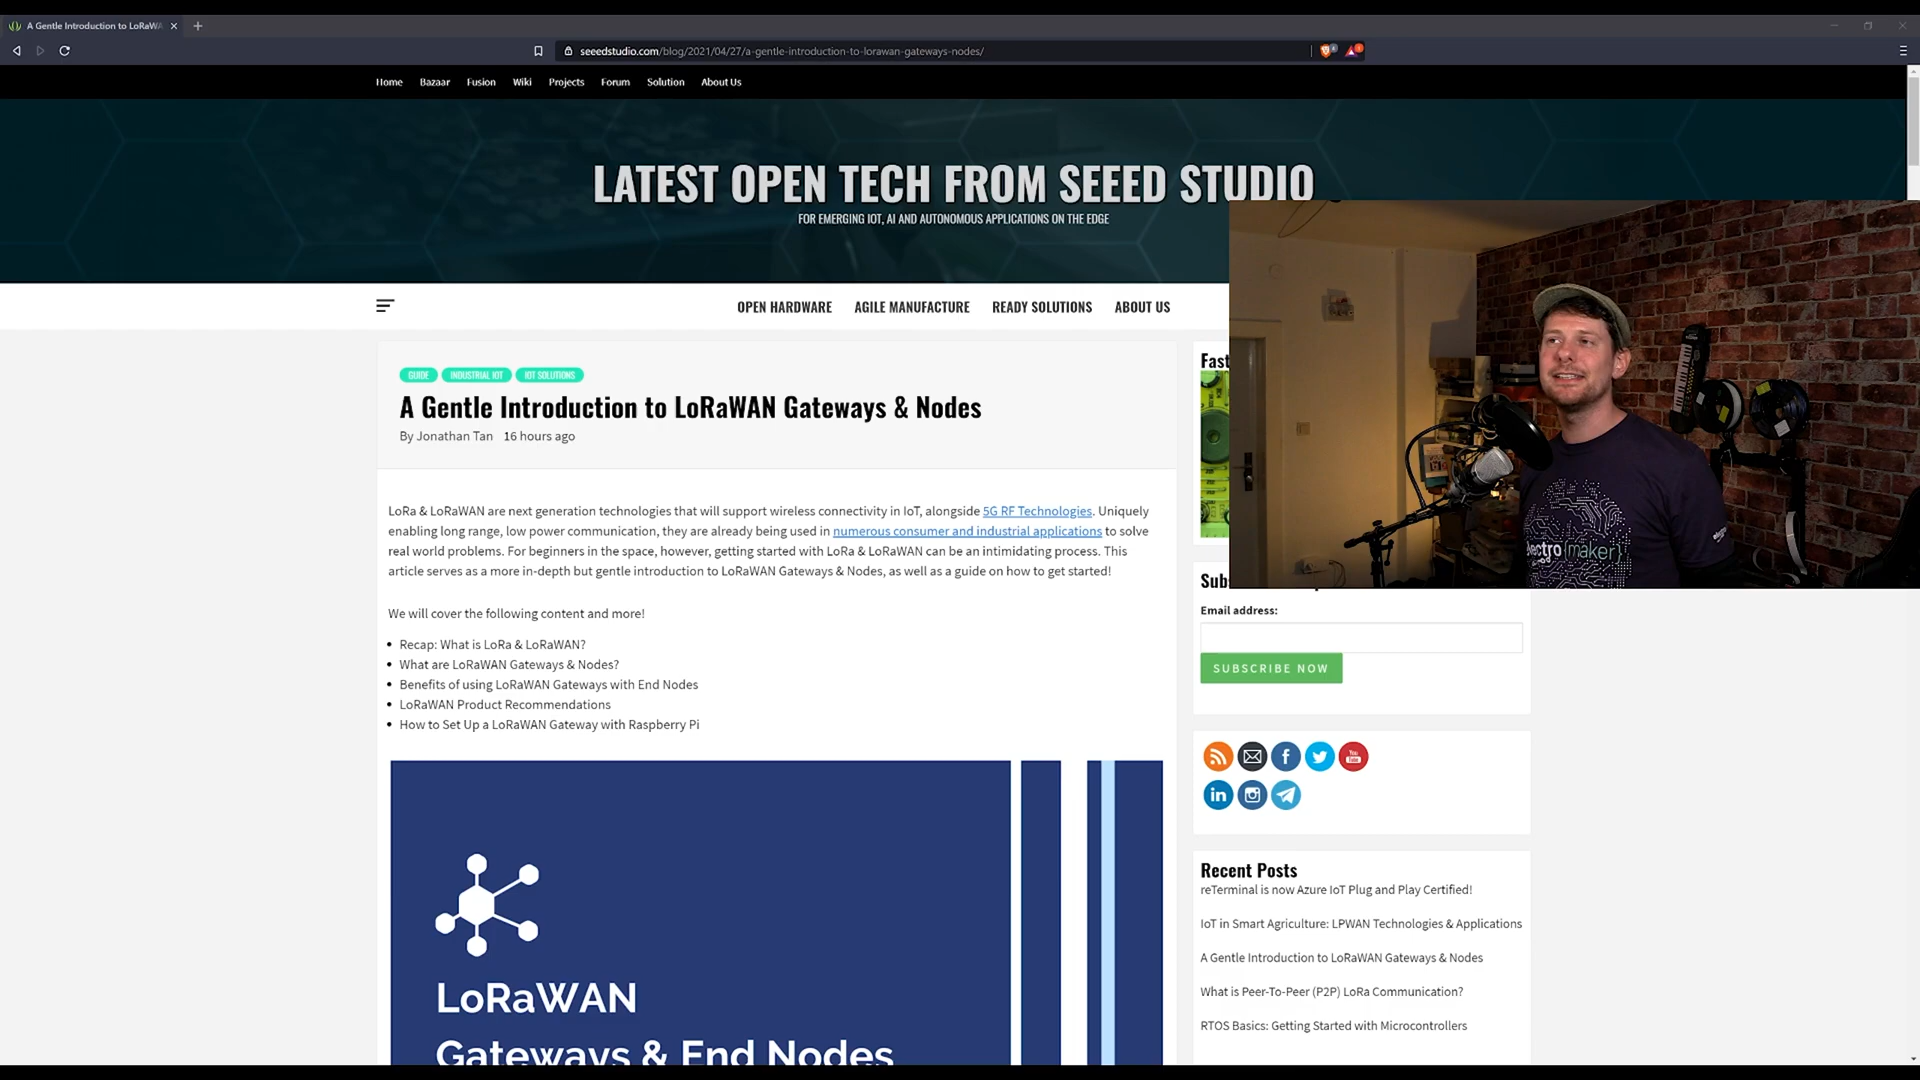 A Gentle Introduction to LoRaWA
seeedstudio.com/blog/2021/04/27/a-gentle-introduction-to-lorawan-gateways-nodes/
Home Bazaar Fusion Wiki Projects Forum Solution About Us
LATEST OPEN TECH FROM SEEED STUDIO
FOR EMERGING IOT, AI AND AUTONOMOUS APPLICATIONS ON THE EDGE
OPEN HARDWARE AGILE MANUFACTURE READY SOLUTIONS ABOUT US
GUIDE INDUSTRIAL IOT IOT SOLUTIONS
A Gentle Introduction to LoRaWAN Gateways & Nodes
By Jonathan Tan 16 hours ago
LoRa & LoRaWAN are next generation technologies that will support wireless connectivity in IoT, alongside 5G RF Technologies. Uniquely
enabling long range, low power communication, they are already being used in numerous consumer and industrial applications to solve
real world problems. For beginners in the space, however, getting started with LoRa & LoRaWAN can be an intimidating process. This
article serves as a more in-depth but gentle introduction to LoRaWAN Gateways & Nodes, as well as a guide on how to get started!
We will cover the following content and more!
Recap: What is LoRa & LoRaWAN?
What are LoRaWAN Gateways & Nodes?
Benefits of using LoRaWAN Gateways with End Nodes
LoRaWAN Product Recommendations
How to Set Up a LoRaWAN Gateway with Raspberry Pi
LoRaWAN
Gateways & End Nodes
Fast
ectro{maker}
Subs
Email address:
SUBSCRIBE NOW
You Tube
in
Recent Posts
reTerminal is now Azure IoT Plug and Play Certified!
IoT in Smart Agriculture: LPWAN Technologies & Applications
A Gentle Introduction to LoRaWAN Gateways & Nodes
What is Peer-To-Peer (P2P) LoRa Communication?
RTOS Basics: Getting Started with Microcontrollers